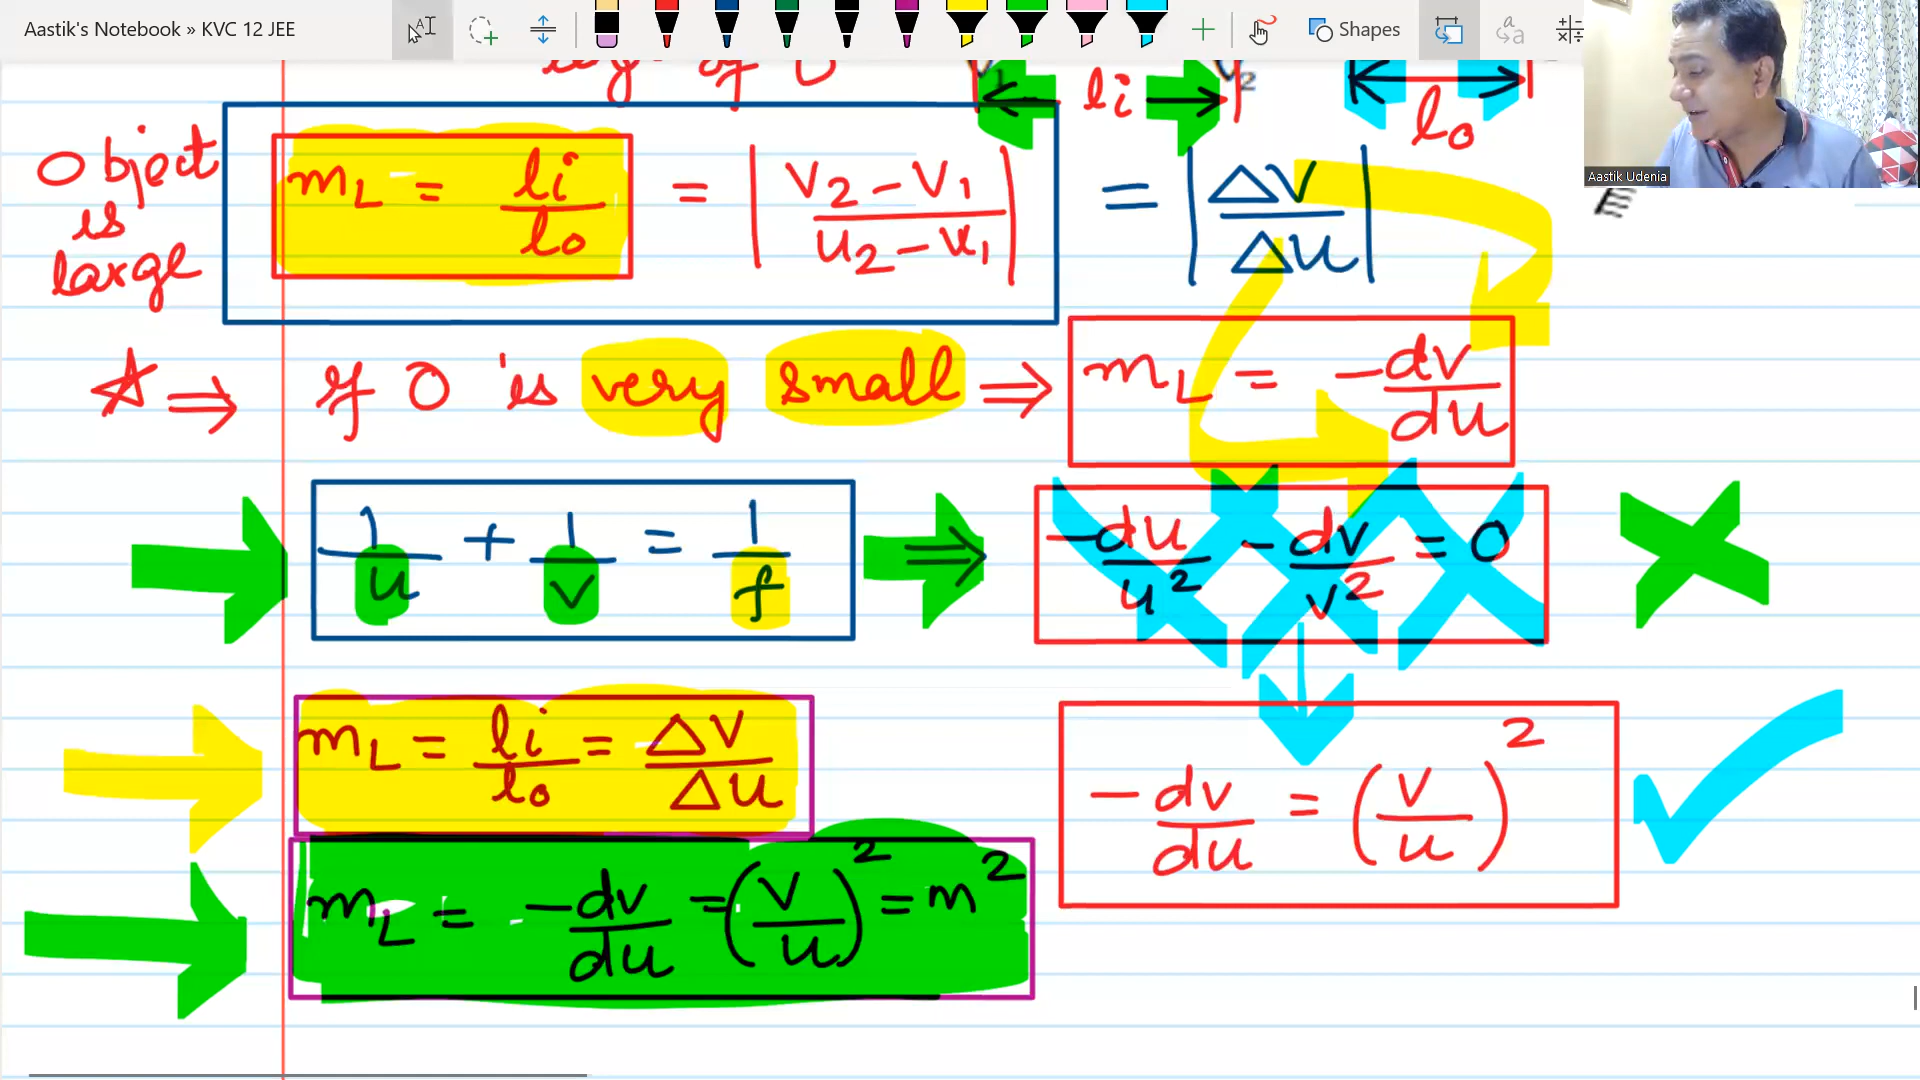 Aastik's Notebook » KVC 12 JEE
Shapes
li
lo
Aastik Udenia
Object is large
mL = li/lo = |V2 - V1 / u2 - u1| = |ΔV/Δu|
⇒ if O is very small ⇒ mL = -dv/du
1/u + 1/v = 1/f ⇒ -du/u² - dv/v² = 0
mL = li/lo = ΔV/Δu
-dv/du = (v/u)²
mL = -dv/du = (v/u)² = m²